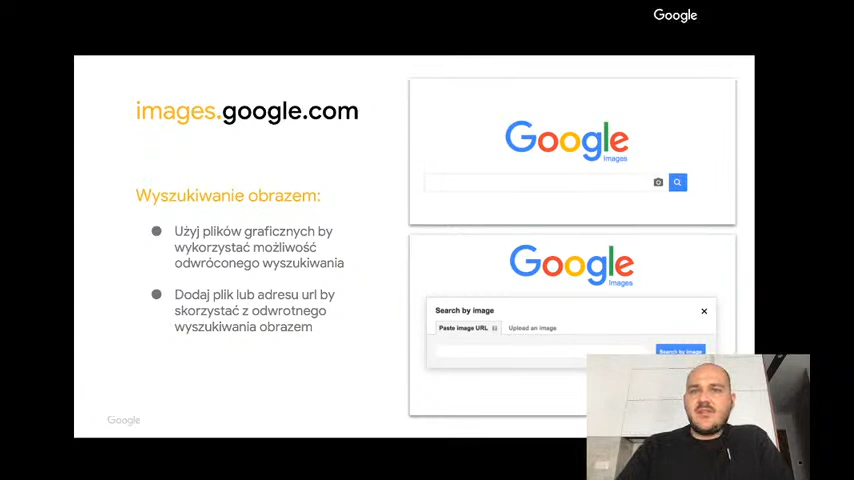 Google
images.google.com
Wyszukiwanie obrazem:
Użyj plików graficznych by
wykorzystać możliwość
odwróconego wyszukiwania
Dodaj plik lub adresu url by
skorzystać z odwrotnego
wyszukiwania obrazem
Google
Google
Images
Google
Images
Search by image
Paste image URL
Upload an image
Search by image